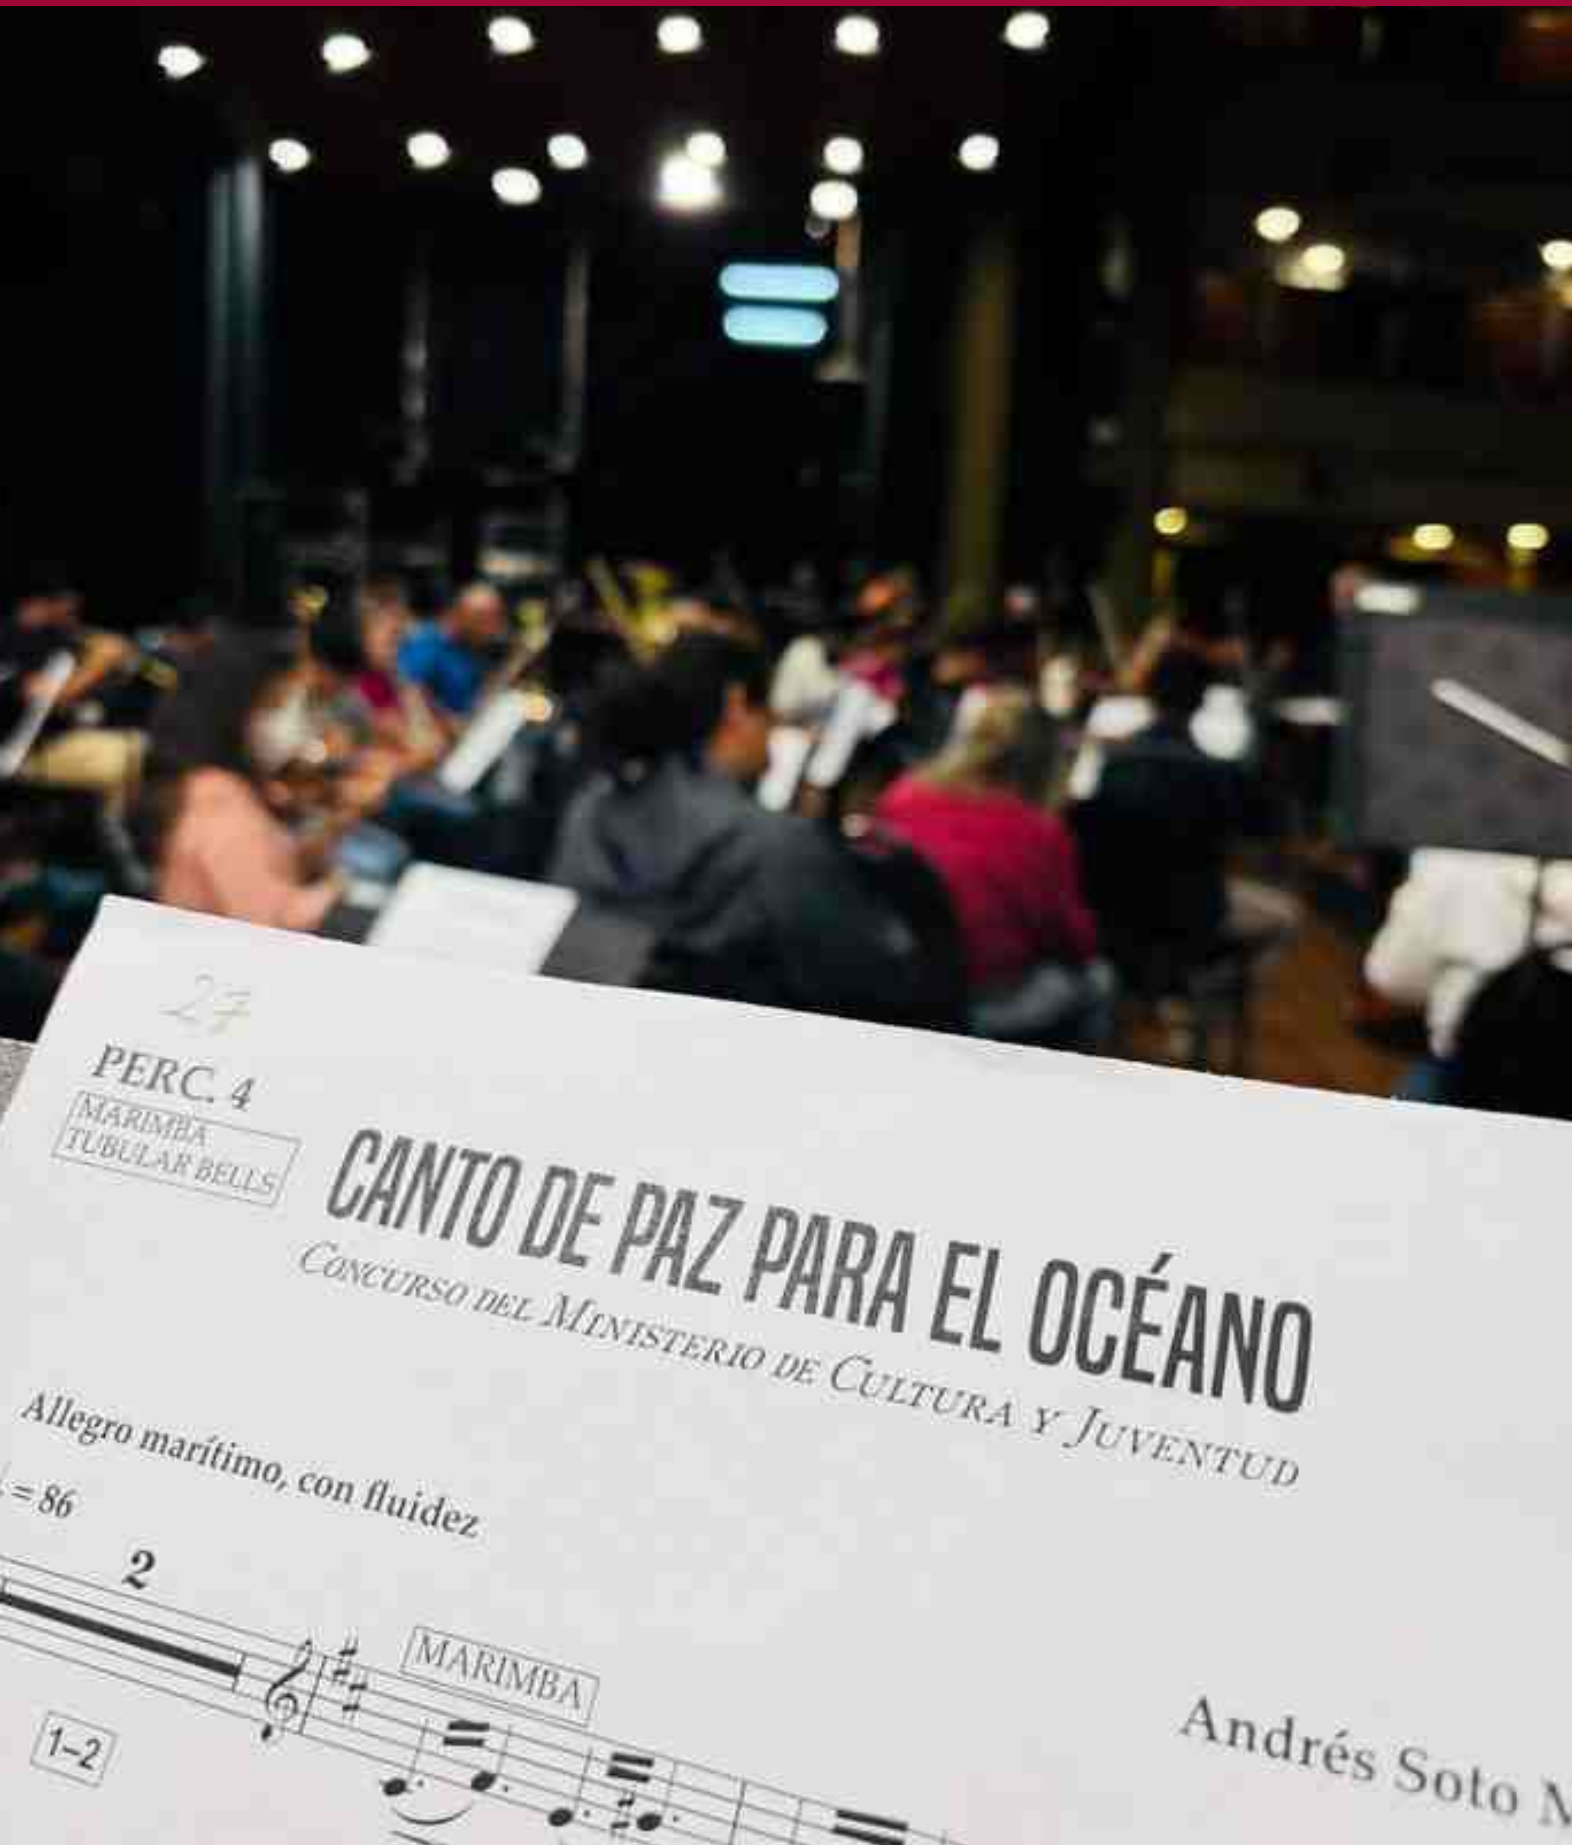 27
PERC. 4
MARIMBA
TUBULAR BELLS
CANTO DE PAZ PARA EL OCÉANO
CONCURSO DEL MINISTERIO DE CULTURA Y JUVENTUD
Allegro marítimo, con fluidez
. = 86
2
MARIMBA
1–2
Andrés Soto